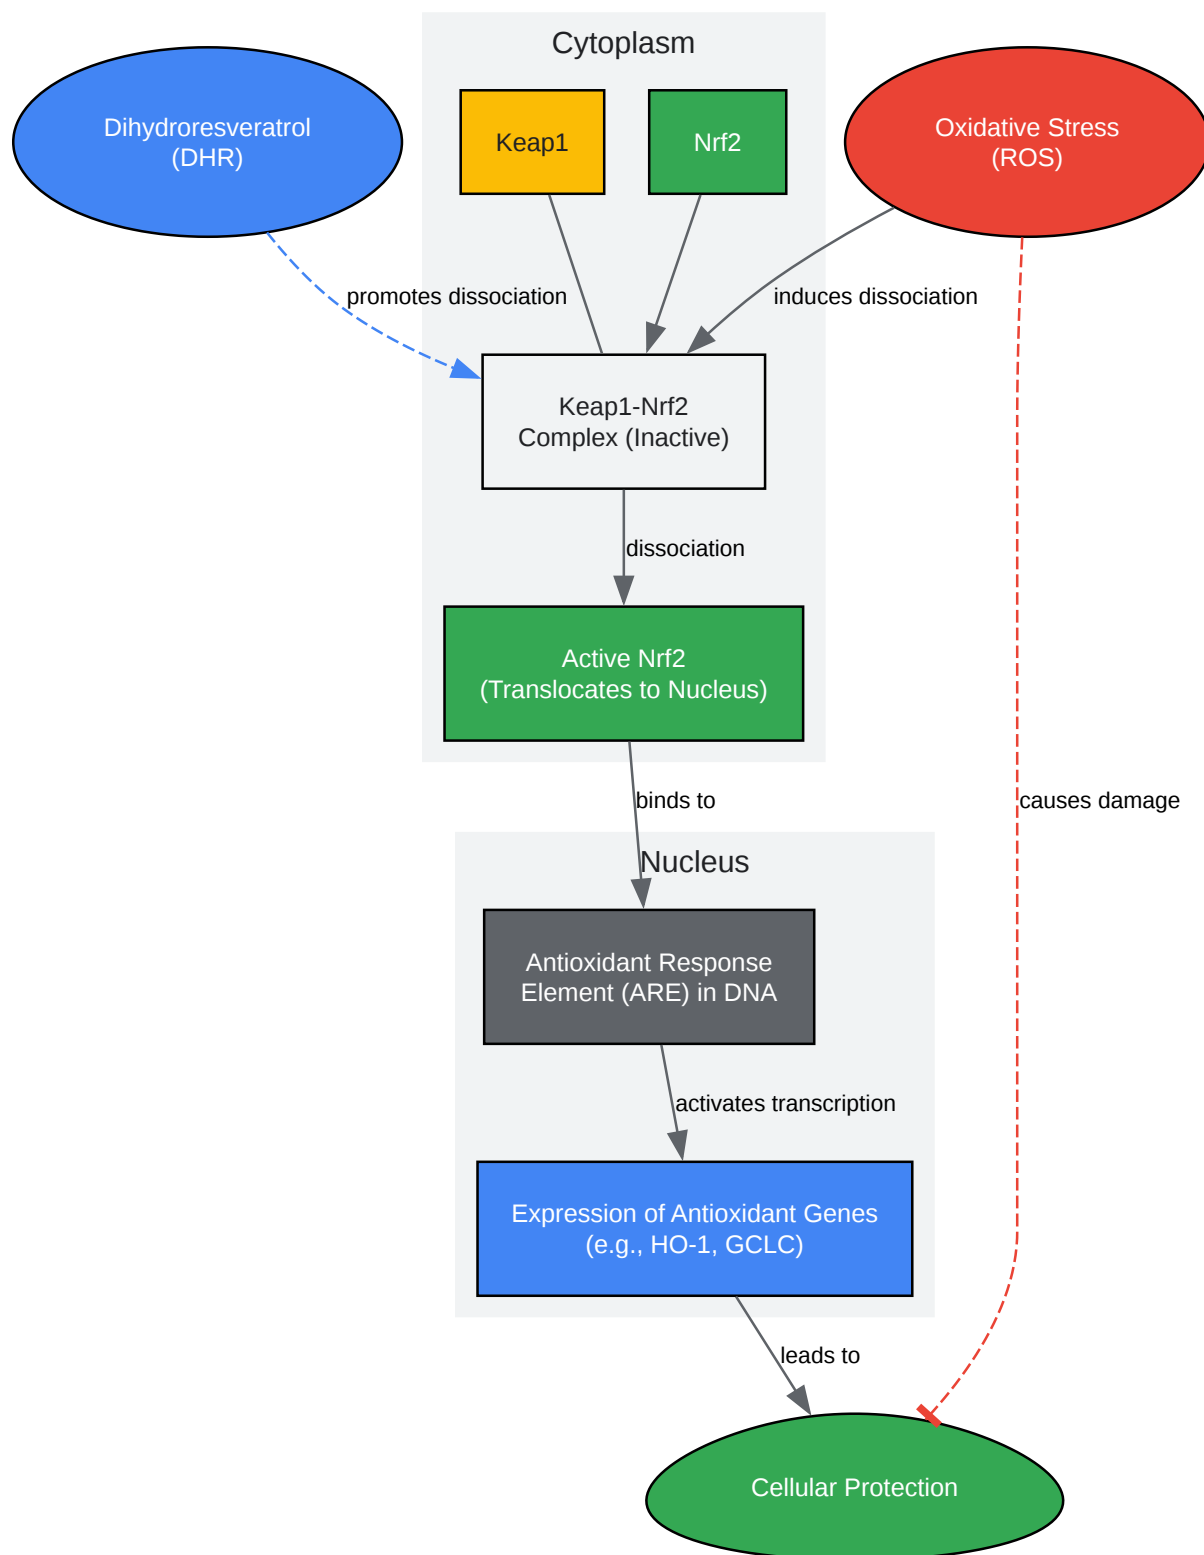 Cytoplasm
Dihydroresveratrol
(DHR)
Keap1
Nrf2
Oxidative Stress
(ROS)
promotes dissociation
induces dissociation
Keap1-Nrf2
Complex (Inactive)
dissociation
Active Nrf2
(Translocates to Nucleus)
binds to
causes damage
Nucleus
Antioxidant Response
Element (ARE) in DNA
activates transcription
Expression of Antioxidant Genes
(e.g., HO-1, GCLC)
leads to
Cellular Protection